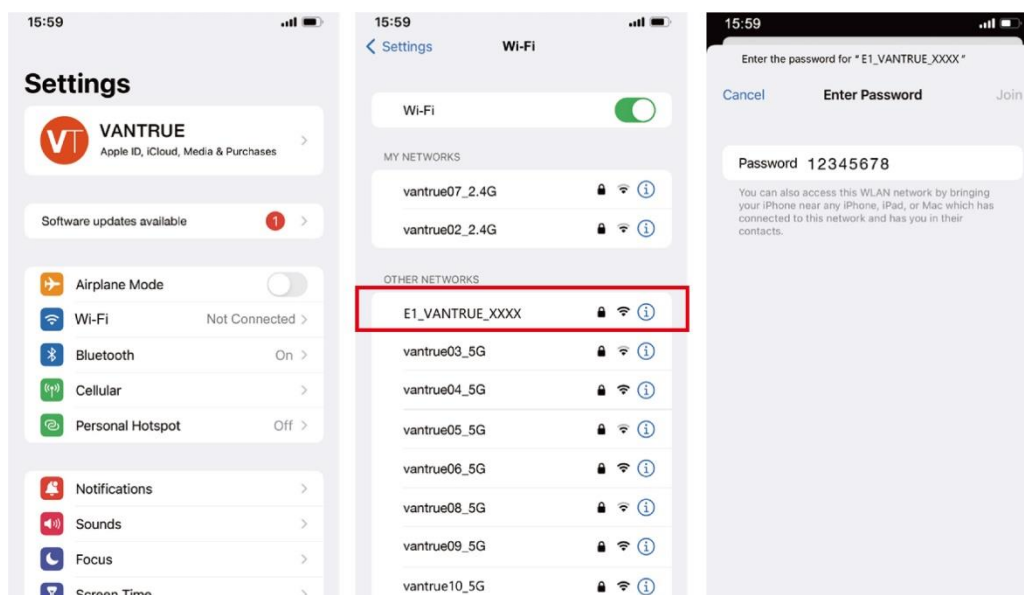 15:59
Settings
VT
VANTRUE
Apple ID, iCloud, Media & Purchases
Software updates available
1
Airplane Mode
Wi-Fi
Not Connected
Bluetooth
On
Cellular
Personal Hotspot
Off
Notifications
Sounds
Focus
Screen Time
15:59
Settings
Wi-Fi
Wi-Fi
MY NETWORKS
vantrue07_2.4G
vantrue02_2.4G
OTHER NETWORKS
E1_VANTRUE_XXXX
vantrue03_5G
vantrue04_5G
vantrue05_5G
vantrue06_5G
vantrue08_5G
vantrue09_5G
vantrue10_5G
15:59
Enter the password for "E1_VANTRUE_XXXX"
Cancel
Enter Password
Join
Password 12345678
You can also access this WLAN network by bringing
your iPhone near any iPhone, iPad, or Mac which has
connected to this network and has you in their
contacts.